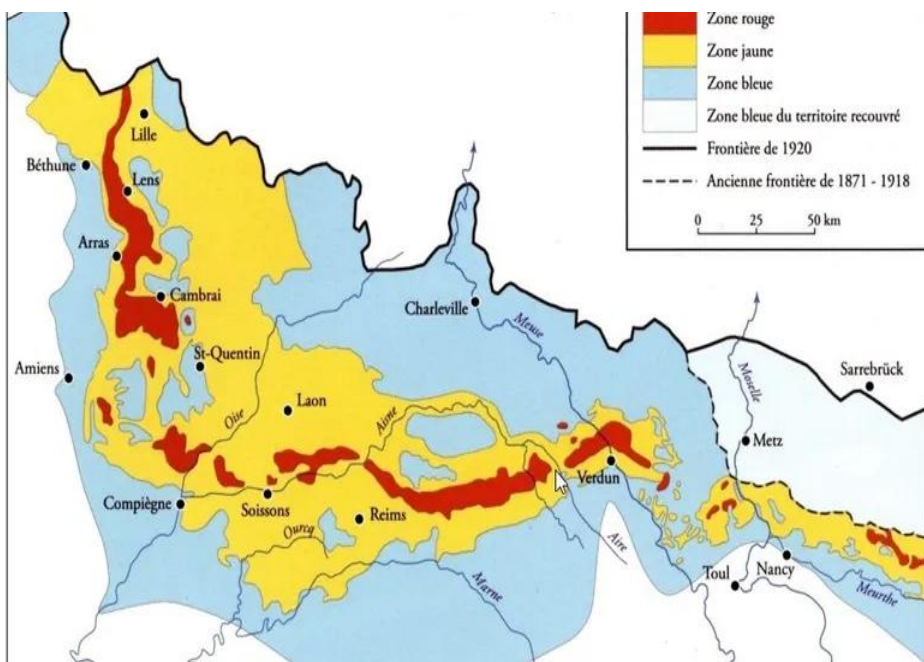 Zone rouge
Zone jaune
Zone bleue
Zone bleue du territoire recouvré
Frontière de 1920
Ancienne frontière de 1871 - 1918
0 25 50 km
Lille
Béthune
Lens
Arras
Cambrai
Charleville
Meuse
St-Quentin
Amiens
Moselle
Sarrebrück
Laon
Oise
Aisne
Metz
Verdun
Compiègne
Soissons
Reims
Ourcq
Aire
Marne
Toul
Nancy
Meurthe